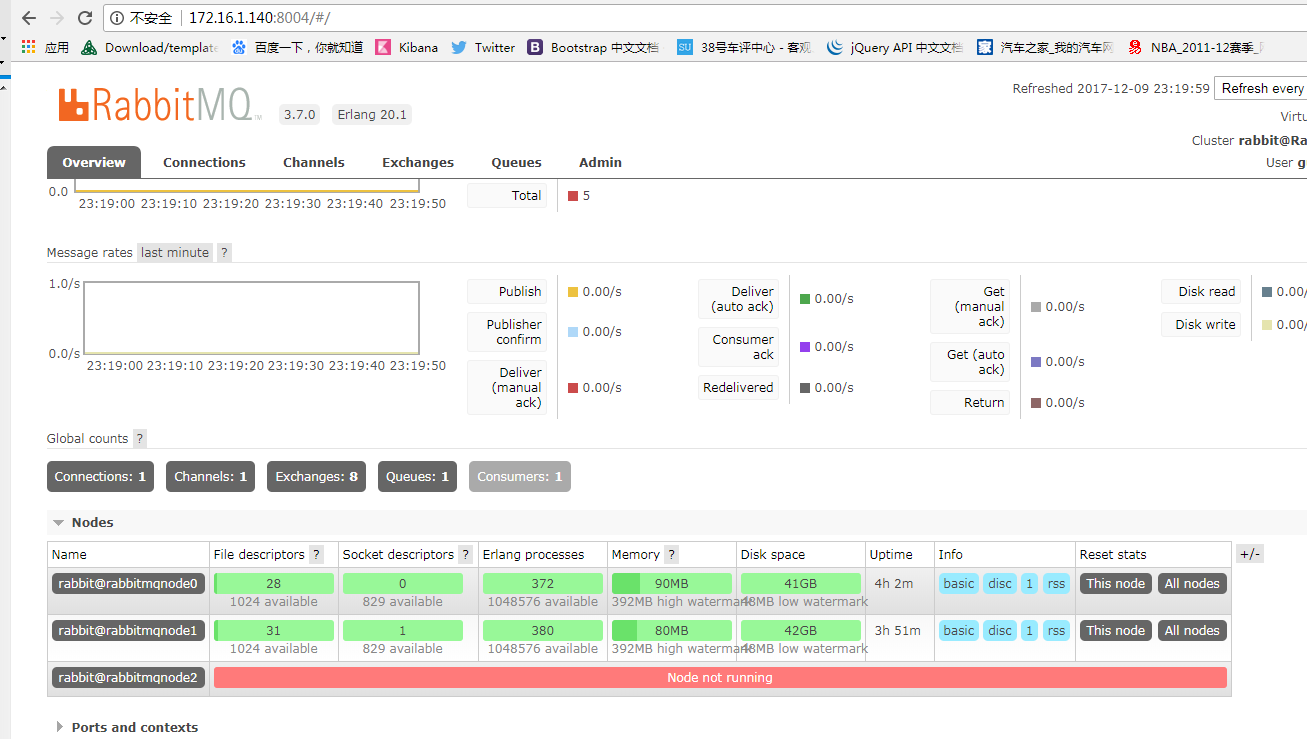 不安全 172.16.1.140:8004/#/
应用 Download/template 百度一下，你就知道 Kibana Twitter Bootstrap 中文文档 38号车评中心 - 客观 jQuery API 中文文档 汽车之家_我的汽车网 NBA_2011-12赛季_
Refreshed 2017-12-09 23:19:59 Refresh every
RabbitMQ TM 3.7.0 Erlang 20.1
Virtu
Cluster rabbit@Ra
User g
Overview Connections Channels Exchanges Queues Admin
0.0
23:19:00 23:19:10 23:19:20 23:19:30 23:19:40 23:19:50
Total 5
Message rates last minute ?
1.0/s
0.0/s
23:19:00 23:19:10 23:19:20 23:19:30 23:19:40 23:19:50
Publish 0.00/s
Publisher
confirm 0.00/s
Deliver
(manual
ack) 0.00/s
Deliver
(auto ack) 0.00/s
Consumer
ack 0.00/s
Redelivered 0.00/s
Get
(manual
ack) 0.00/s
Get (auto
ack) 0.00/s
Return 0.00/s
Disk read 0.00/
Disk write 0.00/
Global counts ?
Connections: 1 Channels: 1 Exchanges: 8 Queues: 1 Consumers: 1
Nodes
Name File descriptors ? Socket descriptors ? Erlang processes Memory ? Disk space Uptime Info Reset stats +/-
rabbit@rabbitmqnode0 28 0 372 90MB 41GB 4h 2m basic disc 1 rss This node All nodes
1024 available 829 available 1048576 available 392MB high watermark 48MB low watermark
rabbit@rabbitmqnode1 31 1 380 80MB 42GB 3h 51m basic disc 1 rss This node All nodes
1024 available 829 available 1048576 available 392MB high watermark 48MB low watermark
rabbit@rabbitmqnode2 Node not running
Ports and contexts